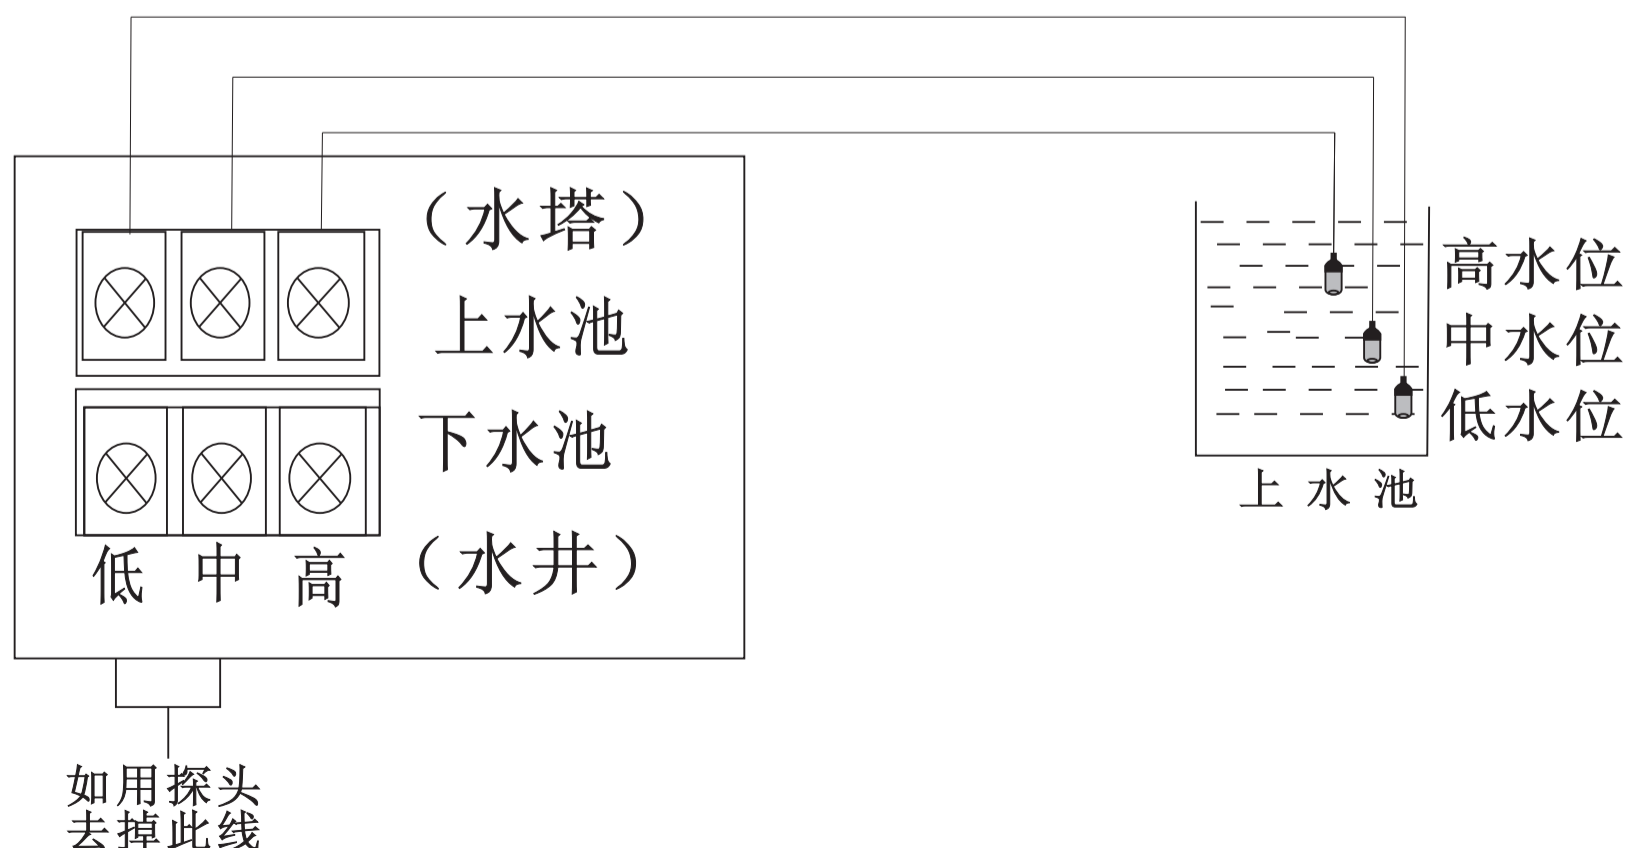 （水塔）
上水池
下水池
（水井）
低 中 高
高水位
中水位
低水位
上水池
如用探头
去掉此线